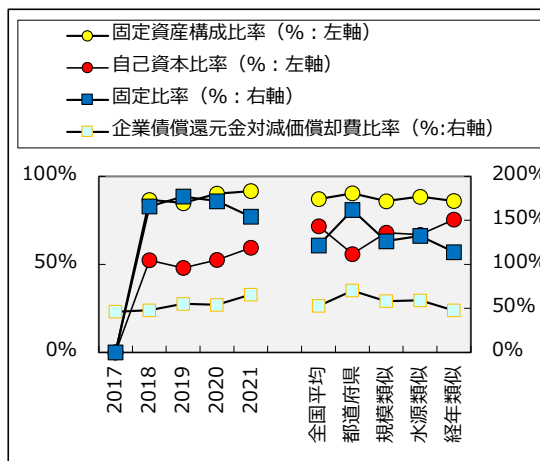 固定資産構成比率（%：左軸）
自己資本比率（%：左軸）
固定比率（%：右軸）
企業債償還元金対減価償却費比率（%:右軸）
100%
50%
0%
200%
150%
100%
50%
0%
2017
2018
2019
2020
2021
全国平均
都道府県
規模類似
水源類似
経年類似